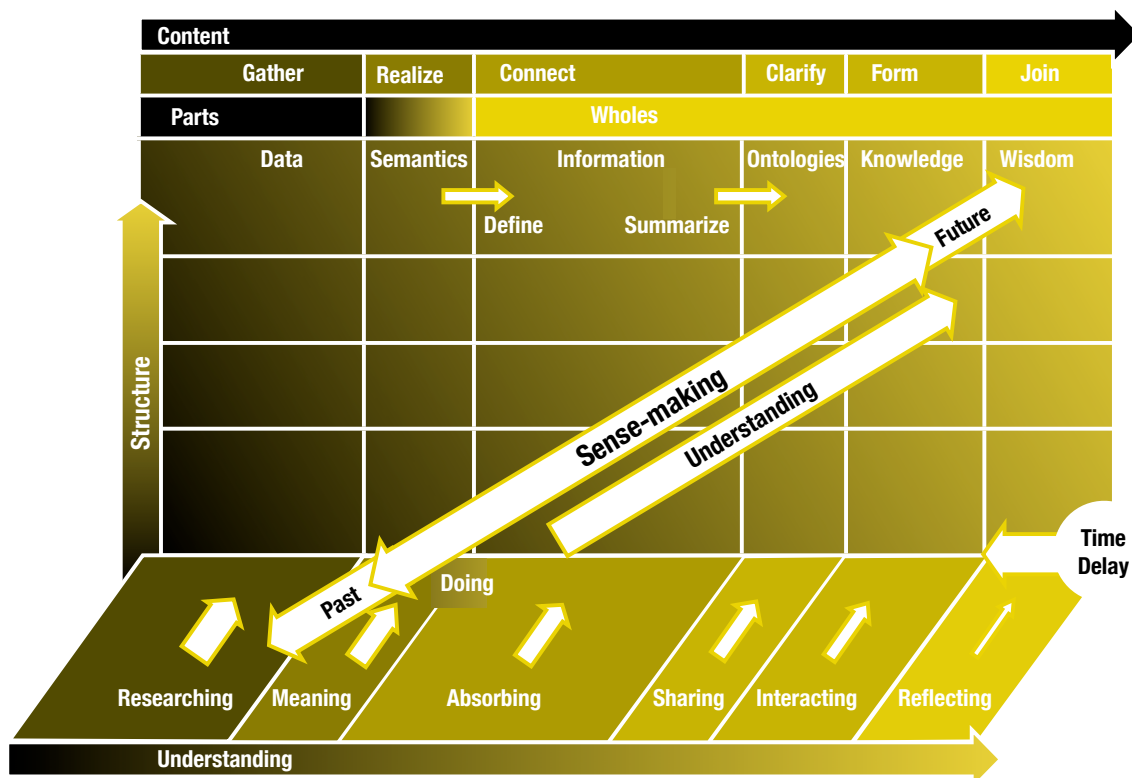 Content
Gather Realize Connect Clarify Form Join
Parts Wholes
Data Semantics Information Ontologies Knowledge Wisdom
Define Summarize
Future
Sense-making
Understanding
Structure
Time
Delay
Doing
Past
Researching Meaning Absorbing Sharing Interacting Reflecting
Understanding